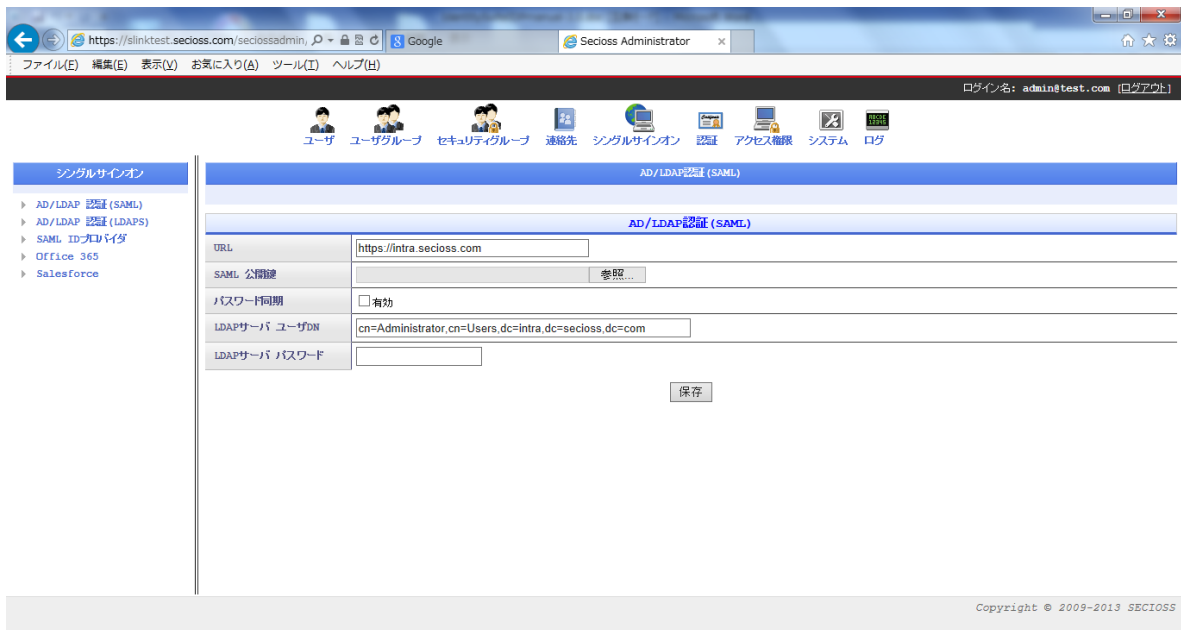 https://slinktest.secioss.com/seciossadmin, Google Secioss Administrator
ファイル(F) 編集(E) 表示(V) お気に入り(A) ツール(T) ヘルプ(H)
ログイン名: admin@test.com [ログアウト]
ユーザ ユーザグループ セキュリティグループ 連絡先 シングルサインオン 認証 アクセス権限 システム ログ
シングルサインオン
AD/LDAP 認証(SAML)
AD/LDAP 認証(LDAPS)
SAML IDプロバイダ
Office 365
Salesforce
AD/LDAP認証(SAML)
AD/LDAP認証(SAML)
URL https://intra.secioss.com
SAML 公開鍵 参照...
パスワード同期 有効
LDAPサーバ ユーザDN cn=Administrator,cn=Users,dc=intra,dc=secioss,dc=com
LDAPサーバ パスワード
保存
Copyright © 2009-2013 SECIOSS